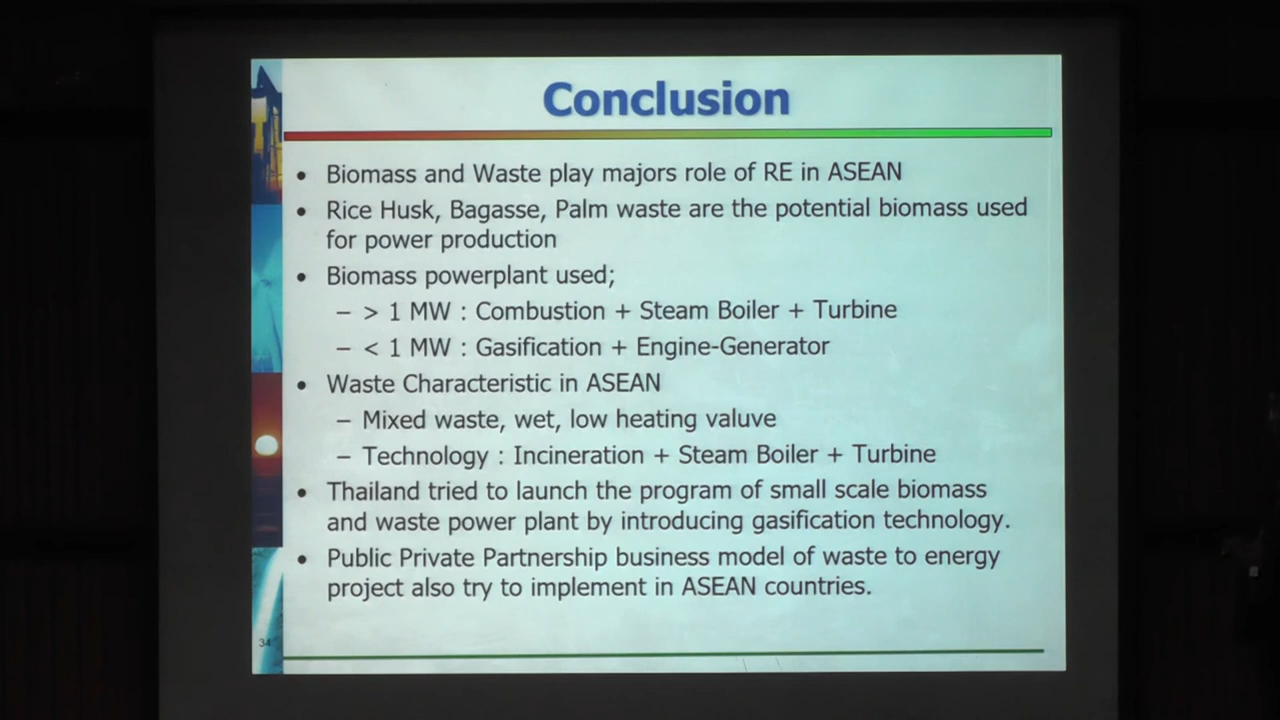 Conclusion
• Biomass and Waste play majors role of RE in ASEAN
• Rice Husk, Bagasse, Palm waste are the potential biomass used
for power production
• Biomass powerplant used;
– > 1 MW : Combustion + Steam Boiler + Turbine
– < 1 MW : Gasification + Engine-Generator
• Waste Characteristic in ASEAN
– Mixed waste, wet, low heating valuve
– Technology : Incineration + Steam Boiler + Turbine
• Thailand tried to launch the program of small scale biomass
and waste power plant by introducing gasification technology.
• Public Private Partnership business model of waste to energy
project also try to implement in ASEAN countries.
34